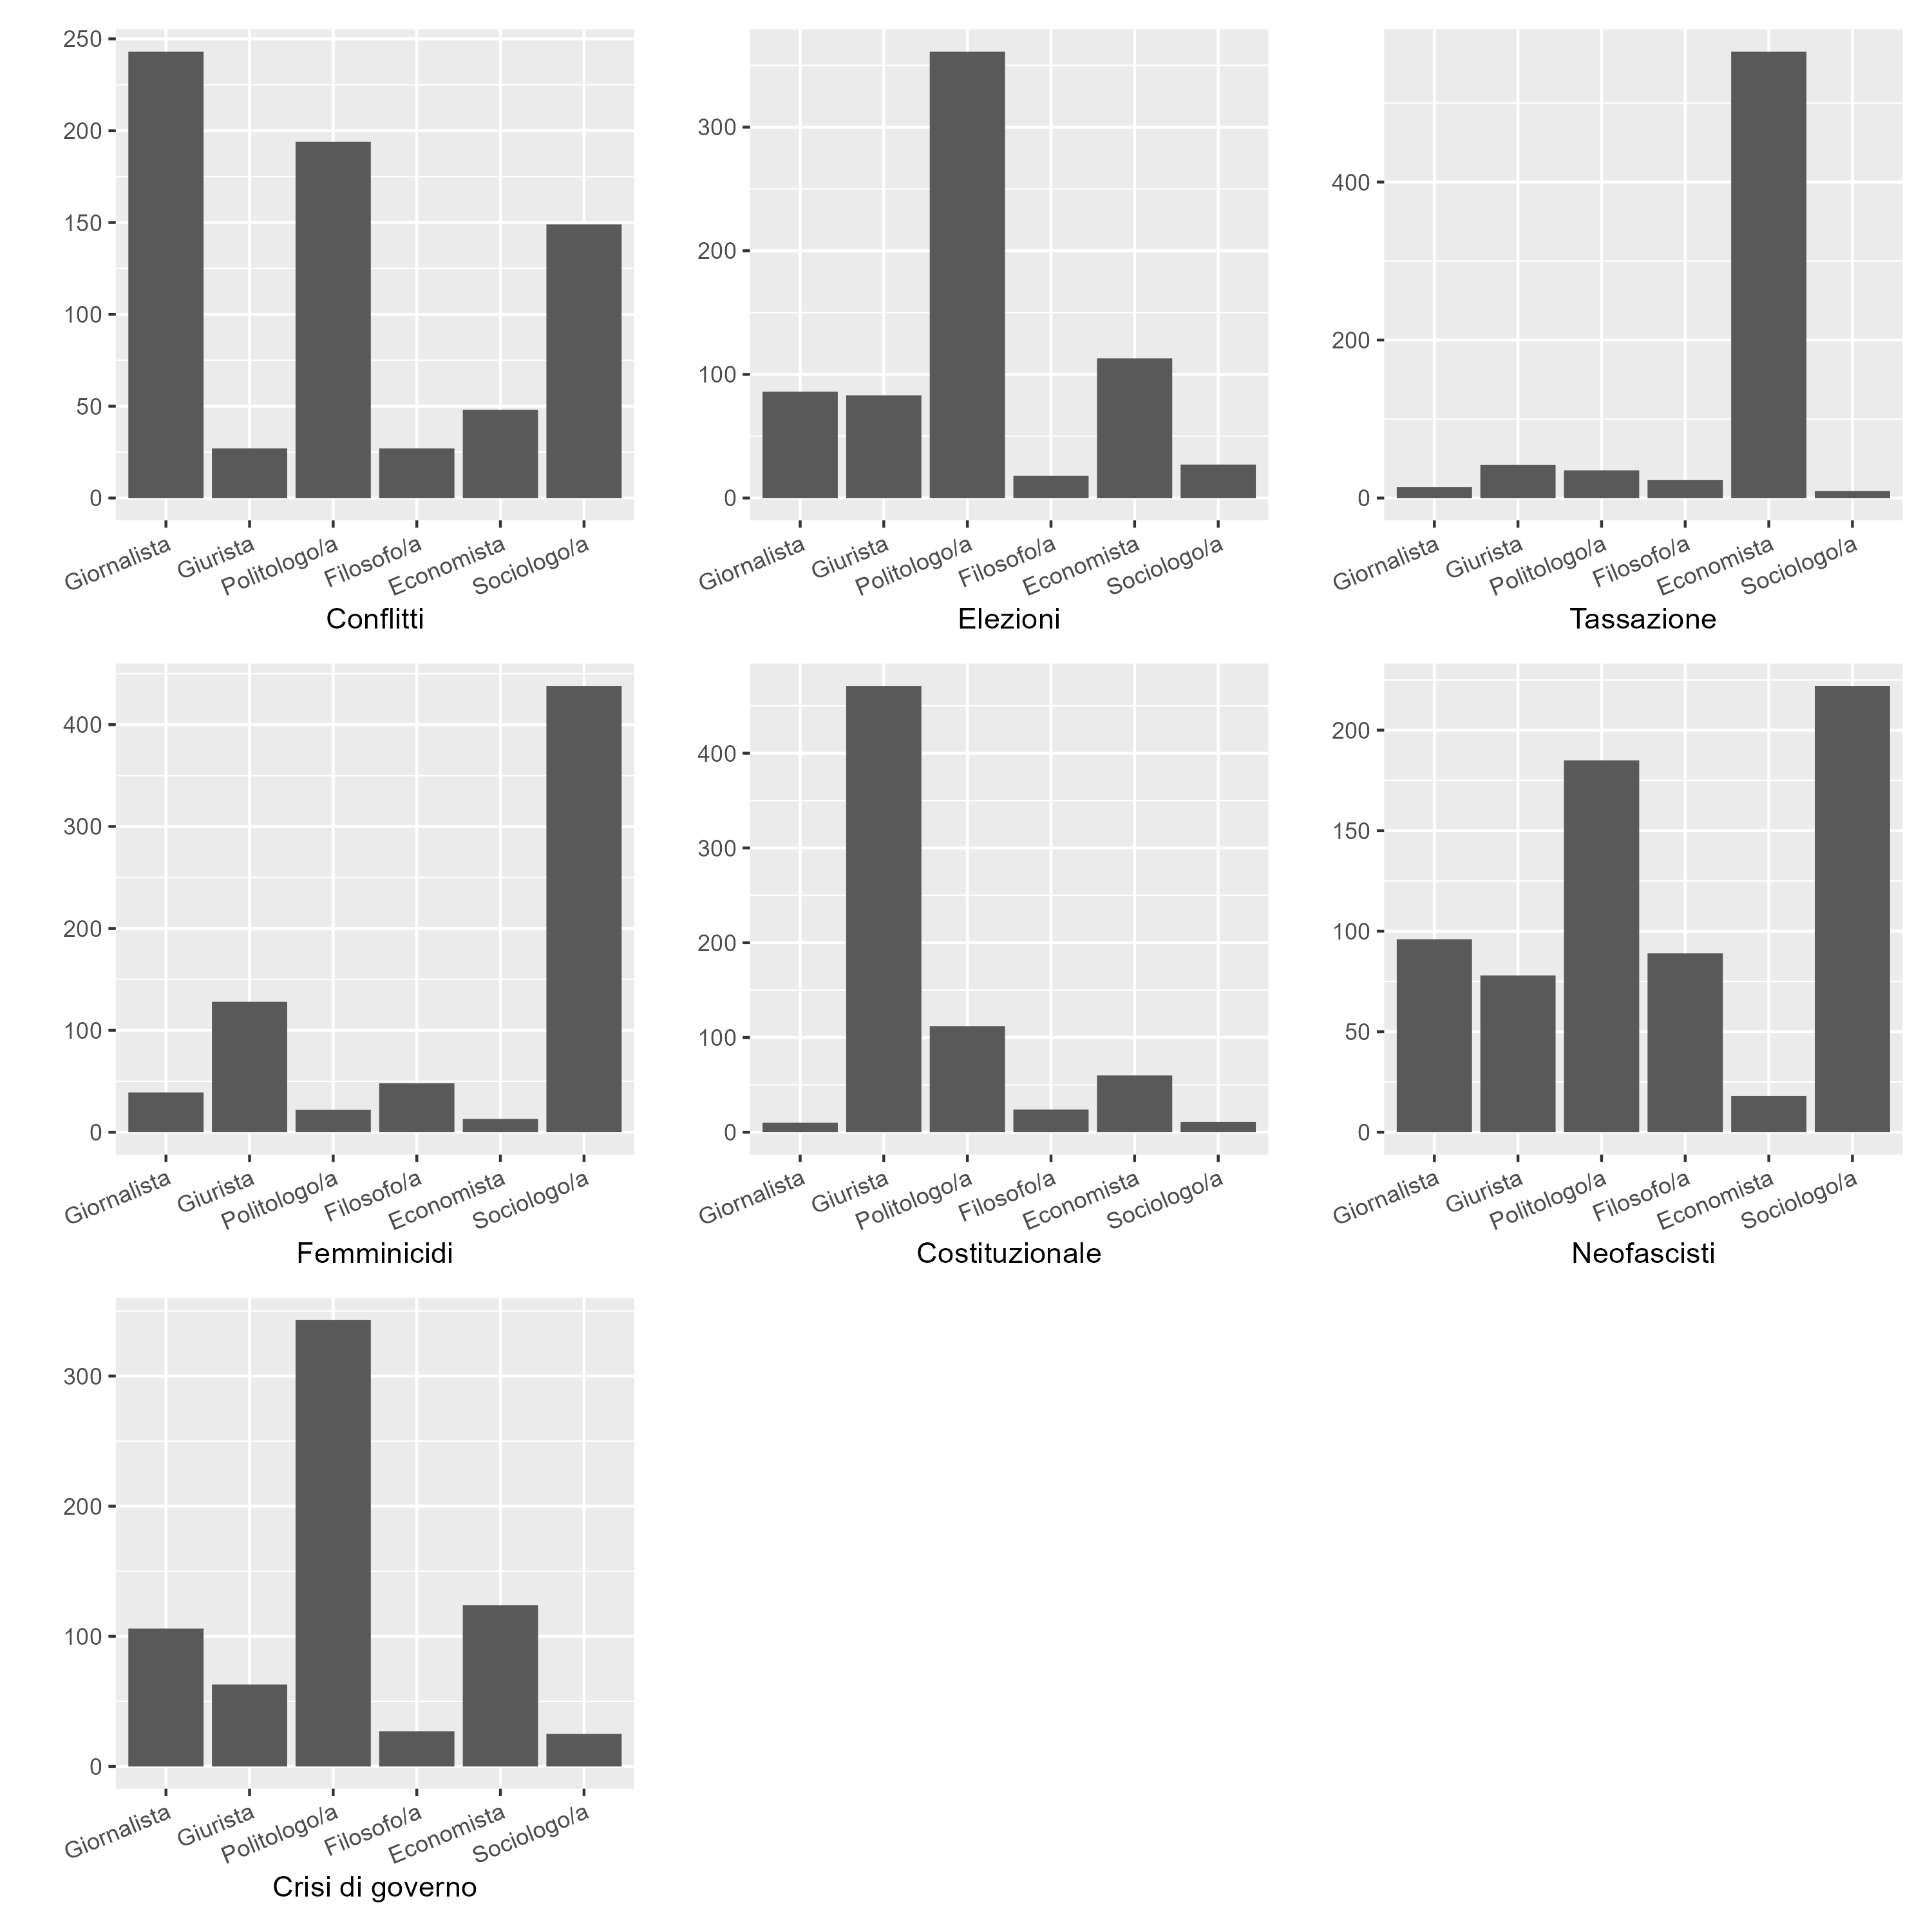 250
200
150
100
50
0
Giornalista
Giurista
Politologo/a
Filosofo/a
Economista
Sociologo/a
Conflitti
300
200
100
0
Giornalista
Giurista
Politologo/a
Filosofo/a
Economista
Sociologo/a
Elezioni
400
200
0
Giornalista
Giurista
Politologo/a
Filosofo/a
Economista
Sociologo/a
Tassazione
400
300
200
100
0
Giornalista
Giurista
Politologo/a
Filosofo/a
Economista
Sociologo/a
Femminicidi
400
300
200
100
0
Giornalista
Giurista
Politologo/a
Filosofo/a
Economista
Sociologo/a
Costituzionale
200
150
100
50
0
Giornalista
Giurista
Politologo/a
Filosofo/a
Economista
Sociologo/a
Neofascisti
300
200
100
0
Giornalista
Giurista
Politologo/a
Filosofo/a
Economista
Sociologo/a
Crisi di governo